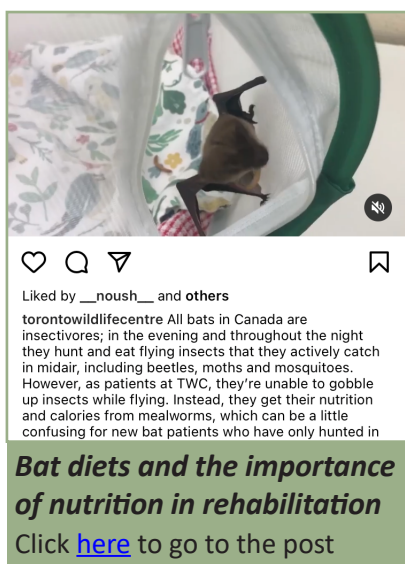 Liked by __noush__ and others
torontowildlifecentre All bats in Canada are
insectivores; in the evening and throughout the night
they hunt and eat flying insects that they actively catch
in midair, including beetles, moths and mosquitoes.
However, as patients at TWC, they're unable to gobble
up insects while flying. Instead, they get their nutrition
and calories from mealworms, which can be a little
confusing for new bat patients who have only hunted in
Bat diets and the importance
of nutrition in rehabilitation
Click here to go to the post